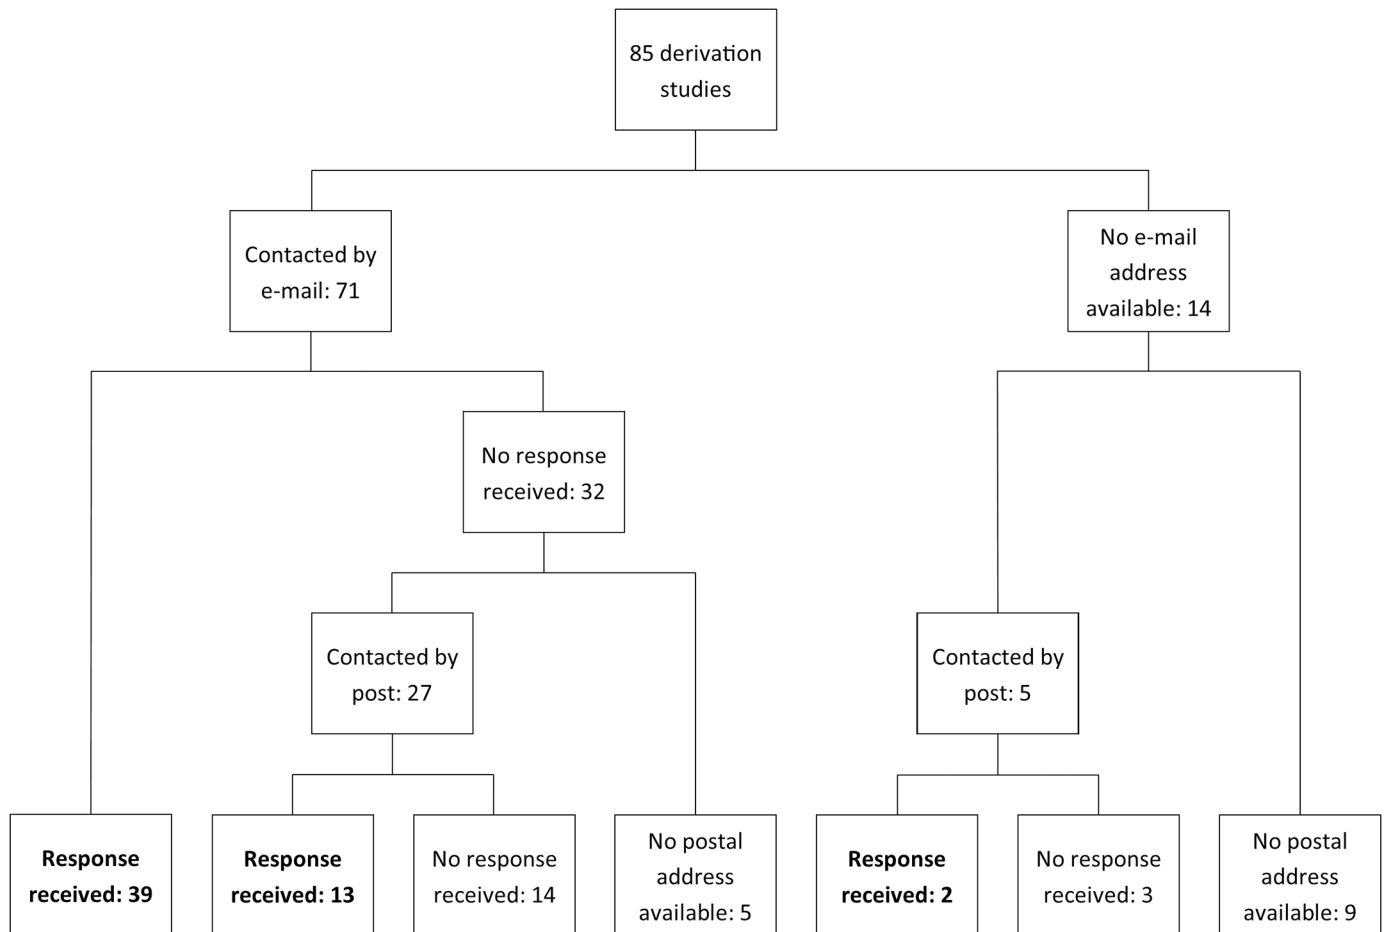 85 derivation
studies
Contacted by
e-mail: 71
No e-mail
address
available: 14
No response
received: 32
Contacted by
post: 27
Contacted by
post: 5
Response
received: 39
Response
received: 13
No response
received: 14
No postal
address
available: 5
Response
received: 2
No response
received: 3
No postal
address
available: 9